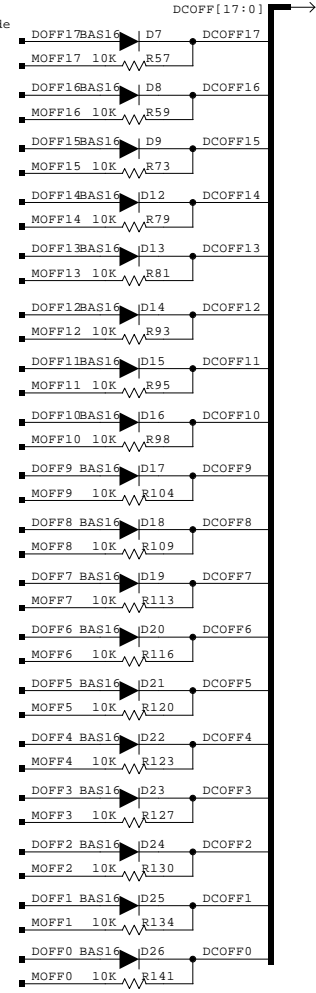 DCOFF[17:0]
de
DOFF17 BAS16 D7 DCOFF17
MOFF17 10K R57
DOFF16 BAS16 D8 DCOFF16
MOFF16 10K R59
DOFF15 BAS16 D9 DCOFF15
MOFF15 10K R73
DOFF14 BAS16 D12 DCOFF14
MOFF14 10K R79
DOFF13 BAS16 D13 DCOFF13
MOFF13 10K R81
DOFF12 BAS16 D14 DCOFF12
MOFF12 10K R93
DOFF11 BAS16 D15 DCOFF11
MOFF11 10K R95
DOFF10 BAS16 D16 DCOFF10
MOFF10 10K R98
DOFF9 BAS16 D17 DCOFF9
MOFF9 10K R104
DOFF8 BAS16 D18 DCOFF8
MOFF8 10K R109
DOFF7 BAS16 D19 DCOFF7
MOFF7 10K R113
DOFF6 BAS16 D20 DCOFF6
MOFF6 10K R116
DOFF5 BAS16 D21 DCOFF5
MOFF5 10K R120
DOFF4 BAS16 D22 DCOFF4
MOFF4 10K R123
DOFF3 BAS16 D23 DCOFF3
MOFF3 10K R127
DOFF2 BAS16 D24 DCOFF2
MOFF2 10K R130
DOFF1 BAS16 D25 DCOFF1
MOFF1 10K R134
DOFF0 BAS16 D26 DCOFF0
MOFF0 10K R141